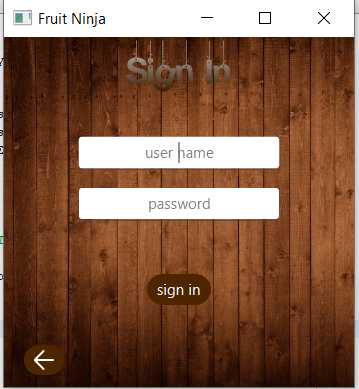 Fruit Ninja
Sign In
user name
password
sign in